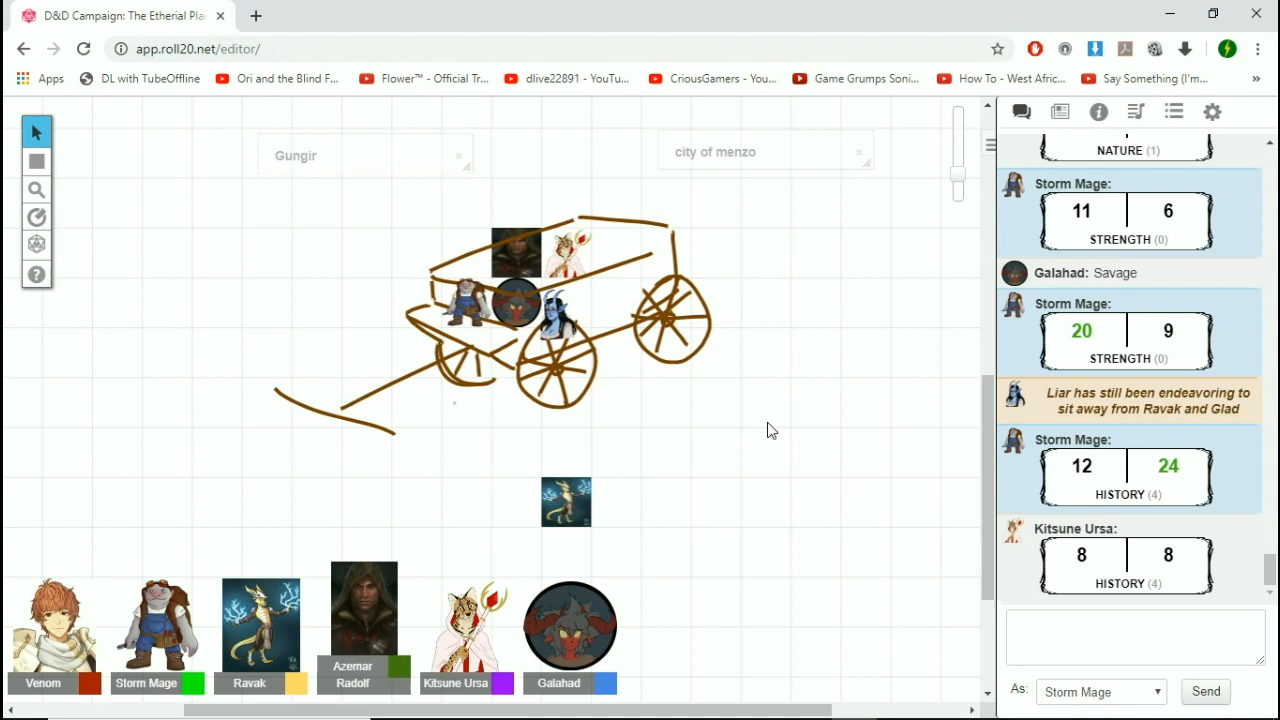 D&D Campaign: The Etherial Plai
app.roll20.net/editor/
Apps
DL with TubeOffline
Ori and the Blind F...
Flower™ - Official Tr...
dlive22891 - YouTu...
CriousGamers - You...
Game Grumps Soni...
How To - West Afric...
Say Something (I'm...
»
Gungir
city of menzo
NATURE (1)
Storm Mage:
11 6
STRENGTH (0)
Galahad: Savage
Storm Mage:
20 9
STRENGTH (0)
Liar has still been endeavoring to
sit away from Ravak and Glad
Storm Mage:
12 24
HISTORY (4)
Kitsune Ursa:
8 8
HISTORY (4)
Venom
Storm Mage
Ravak
Azemar
Radolf
Kitsune Ursa
Galahad
As: Storm Mage Send